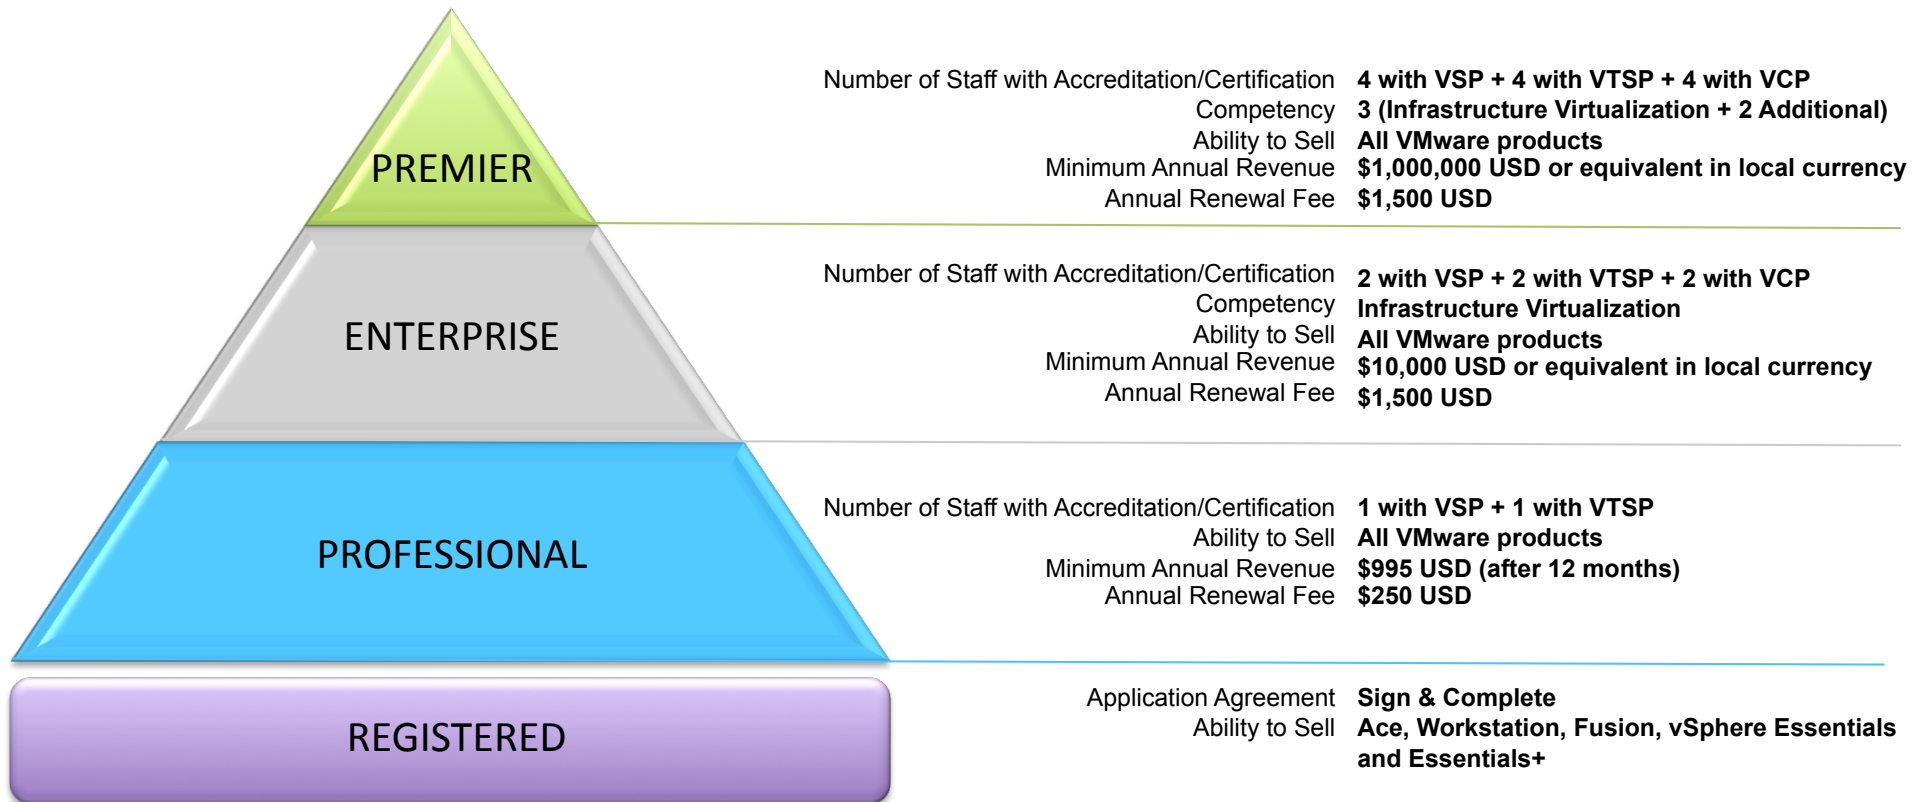 PREMIER
Number of Staff with Accreditation/Certification 4 with VSP + 4 with VTSP + 4 with VCP
Competency 3 (Infrastructure Virtualization + 2 Additional)
Ability to Sell All VMware products
Minimum Annual Revenue $1,000,000 USD or equivalent in local currency
Annual Renewal Fee $1,500 USD
ENTERPRISE
Number of Staff with Accreditation/Certification 2 with VSP + 2 with VTSP + 2 with VCP
Competency Infrastructure Virtualization
Ability to Sell All VMware products
Minimum Annual Revenue $10,000 USD or equivalent in local currency
Annual Renewal Fee $1,500 USD
PROFESSIONAL
Number of Staff with Accreditation/Certification 1 with VSP + 1 with VTSP
Ability to Sell All VMware products
Minimum Annual Revenue $995 USD (after 12 months)
Annual Renewal Fee $250 USD
REGISTERED
Application Agreement Sign & Complete
Ability to Sell Ace, Workstation, Fusion, vSphere Essentials
and Essentials+